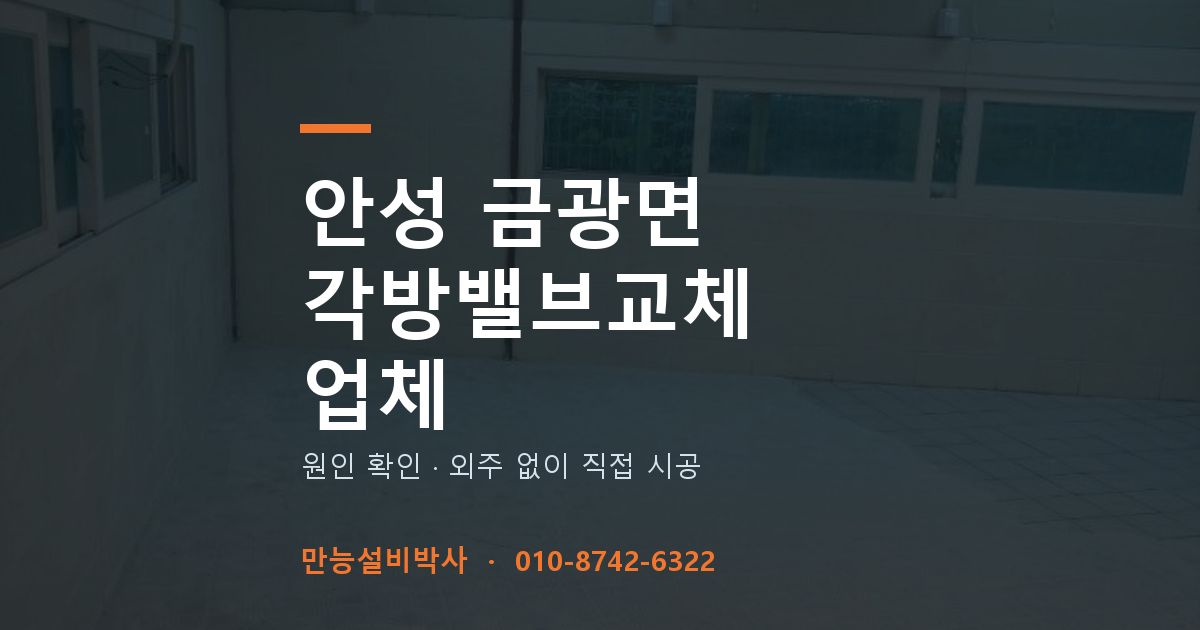 안성 금광면
각방밸브교체
업체
원인 확인 · 외주 없이 직접 시공
만능설비박사 · 010-8742-6322